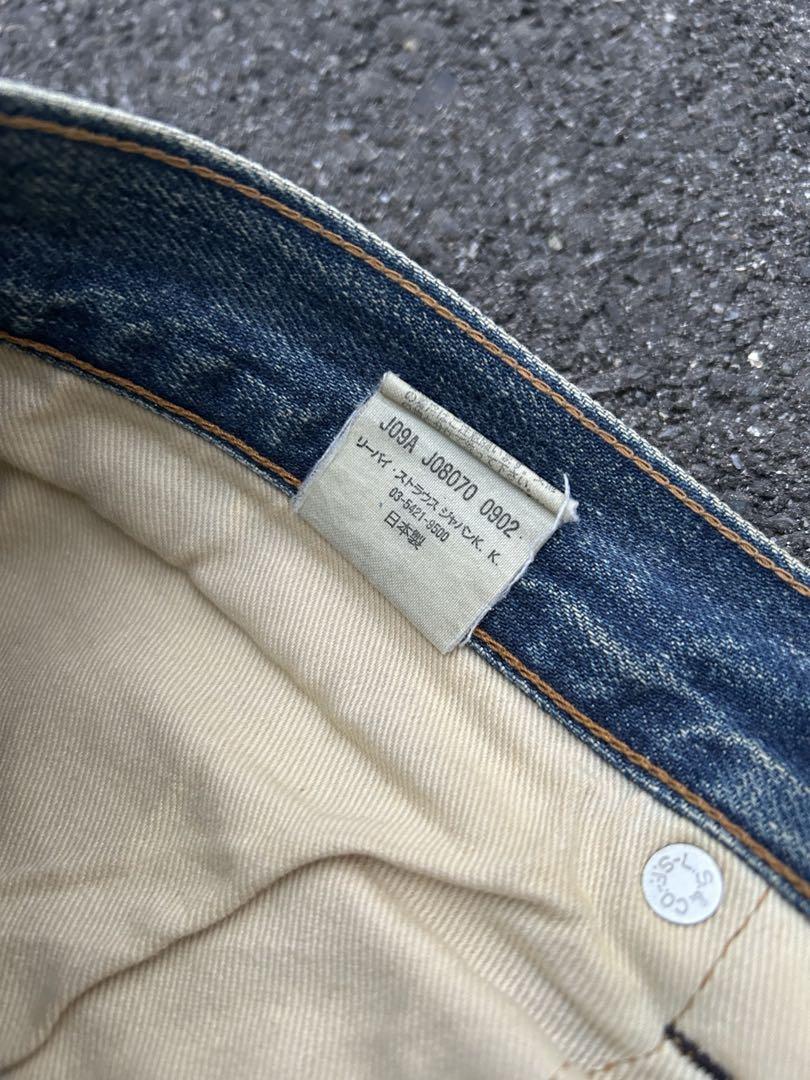 J09A J08070 0902
リーバイ・ストラウス ジャパンK. K.
03-5421-9500
日本製
L.S.&CO.-S.F.-